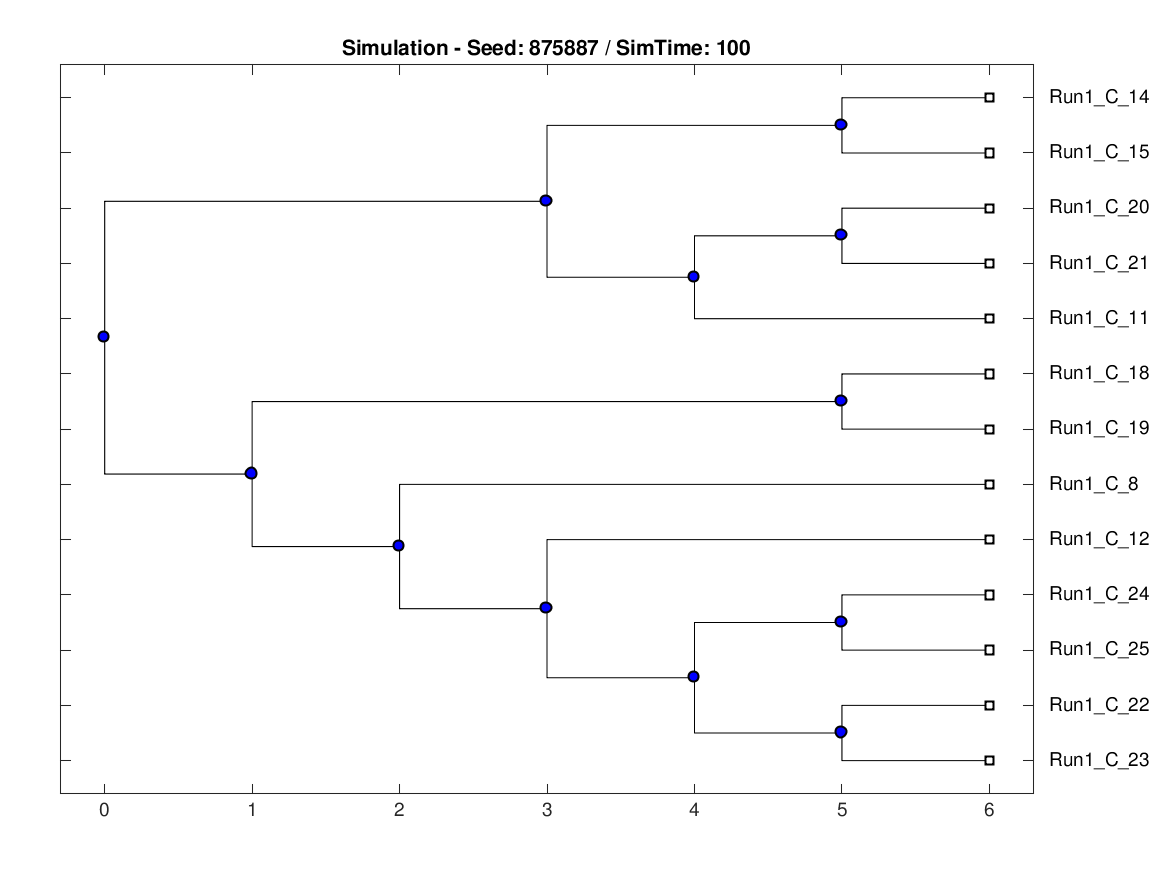 Simulation - Seed: 875887 / SimTime: 100
Run1_C_14
Run1_C_15
Run1_C_20
Run1_C_21
Run1_C_11
Run1_C_18
Run1_C_19
Run1_C_8
Run1_C_12
Run1_C_24
Run1_C_25
Run1_C_22
Run1_C_23
0 1 2 3 4 5 6